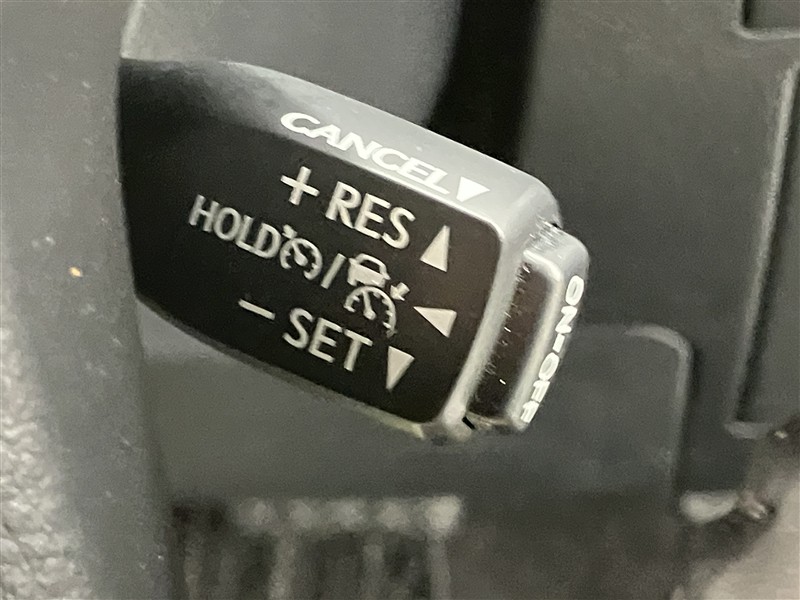 CANCEL▼
+ RES ▲
HOLD / ◀
- SET ▼
ON-OFF